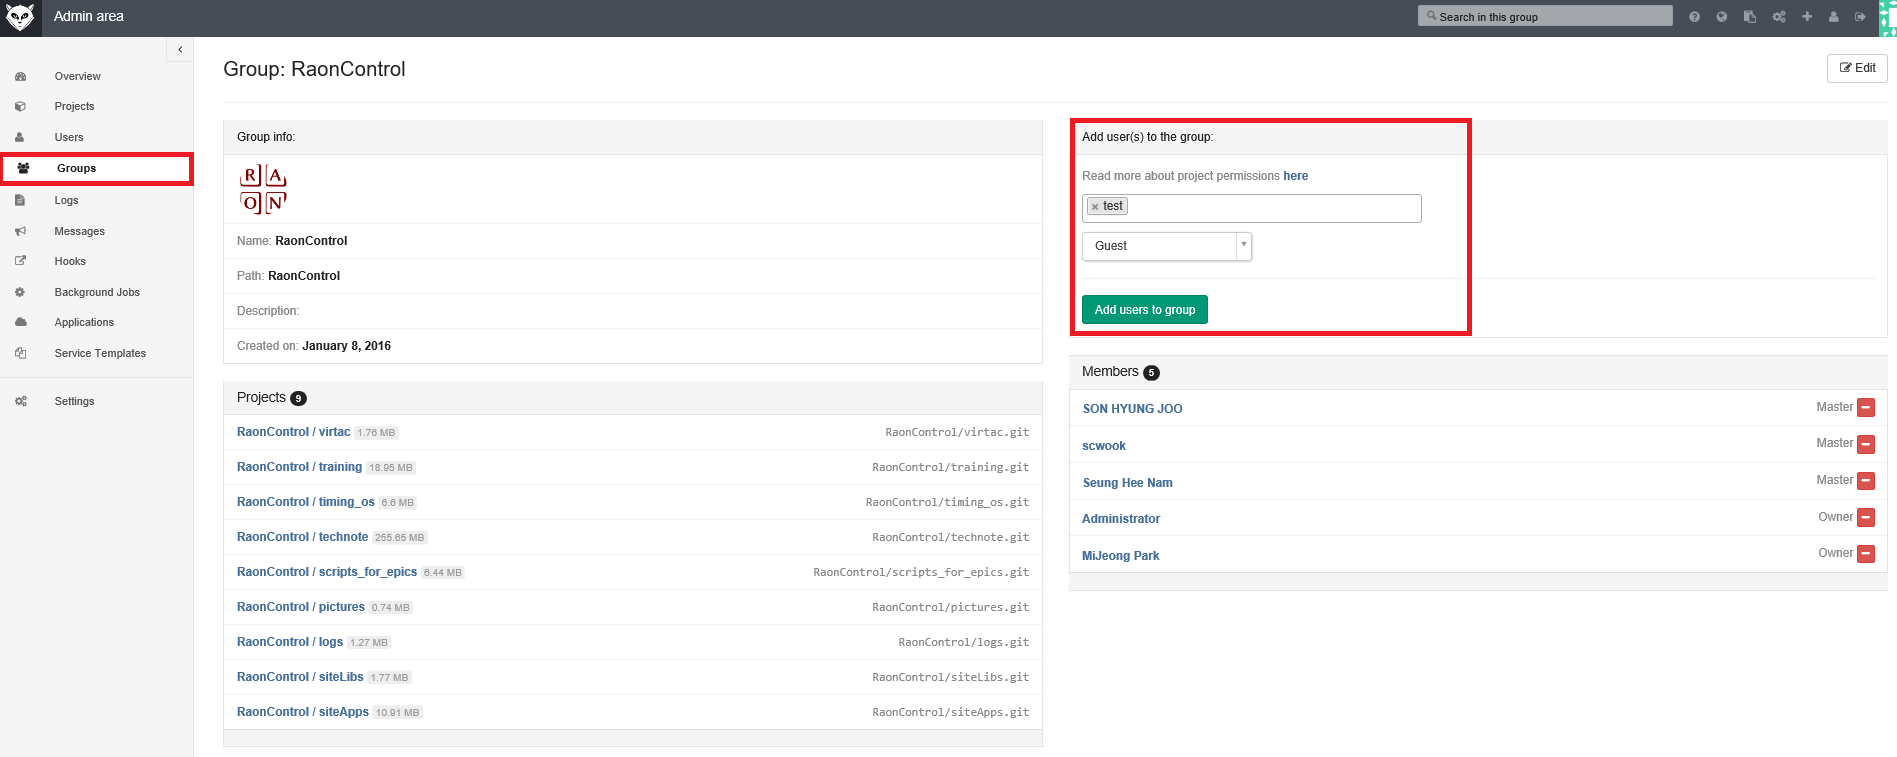 Admin area
Search in this group
Overview
Projects
Users
Groups
Logs
Messages
Hooks
Background Jobs
Applications
Service Templates
Settings
Group: RaonControl
Edit
Group info:
R A
O N
Name: RaonControl
Path: RaonControl
Description:
Created on: January 8, 2016
Projects 9
RaonControl / virtac 1.76 MB RaonControl/virtac.git
RaonControl / training 18.95 MB RaonControl/training.git
RaonControl / timing_os 6.6 MB RaonControl/timing_os.git
RaonControl / technote 255.65 MB RaonControl/technote.git
RaonControl / scripts_for_epics 6.44 MB RaonControl/scripts_for_epics.git
RaonControl / pictures 0.74 MB RaonControl/pictures.git
RaonControl / logs 1.27 MB RaonControl/logs.git
RaonControl / siteLibs 1.77 MB RaonControl/siteLibs.git
RaonControl / siteApps 10.91 MB RaonControl/siteApps.git
Add user(s) to the group:
Read more about project permissions here
× test
Guest
Add users to group
Members 5
SON HYUNG JOO Master
scwook Master
Seung Hee Nam Master
Administrator Owner
MiJeong Park Owner